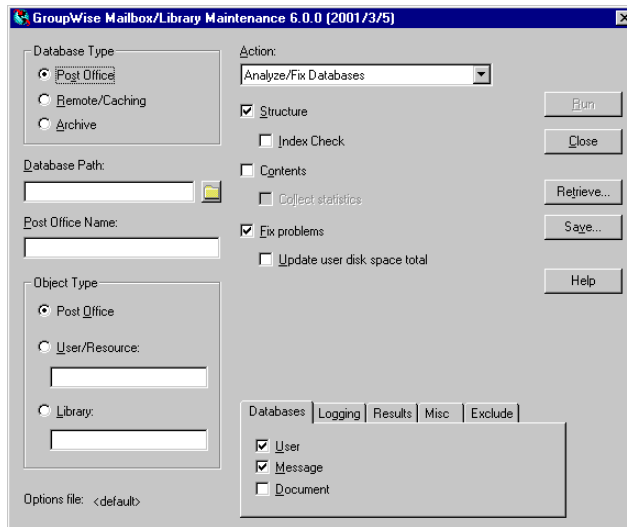 GroupWise Mailbox/Library Maintenance 6.0.0 (2001/3/5)
Database Type
Post Office
Remote/Caching
Archive
Database Path:
Post Office Name:
Object Type
Post Office
User/Resource:
Library:
Options file: <default>
Action:
Analyze/Fix Databases
Structure
Index Check
Contents
Collect statistics
Fix problems
Update user disk space total
Run
Close
Retrieve...
Save...
Help
Databases Logging Results Misc Exclude
User
Message
Document